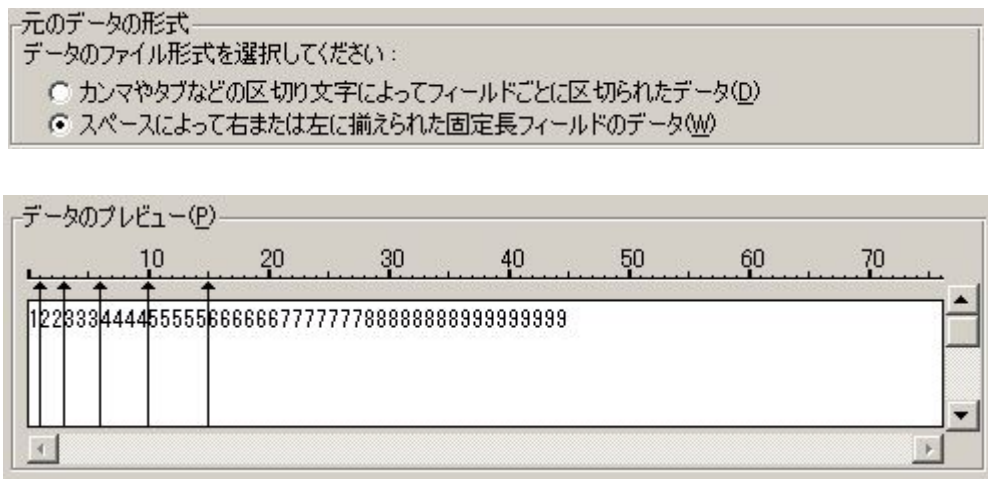 元のデータの形式
データのファイル形式を選択してください：
カンマやタブなどの区切り文字によってフィールドごとに区切られたデータ(D)
スペースによって右または左に揃えられた固定長フィールドのデータ(W)
データのプレビュー(P)
10 20 30 40 50 60 70
122333444455555666666777777788888888999999999